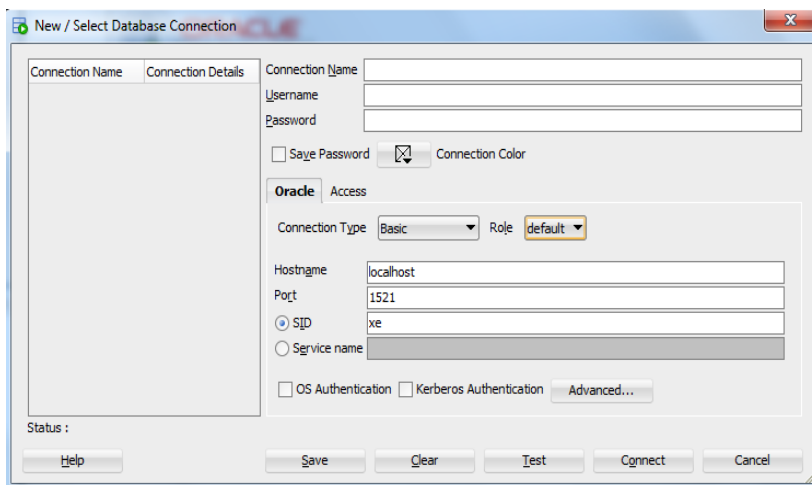 New / Select Database Connection
Connection Name Connection Details
Connection Name
Username
Password
Save Password Connection Color
Oracle Access
Connection Type Basic Role default
Hostname localhost
Port 1521
SID xe
Service name
OS Authentication Kerberos Authentication Advanced...
Status :
Help Save Clear Test Connect Cancel